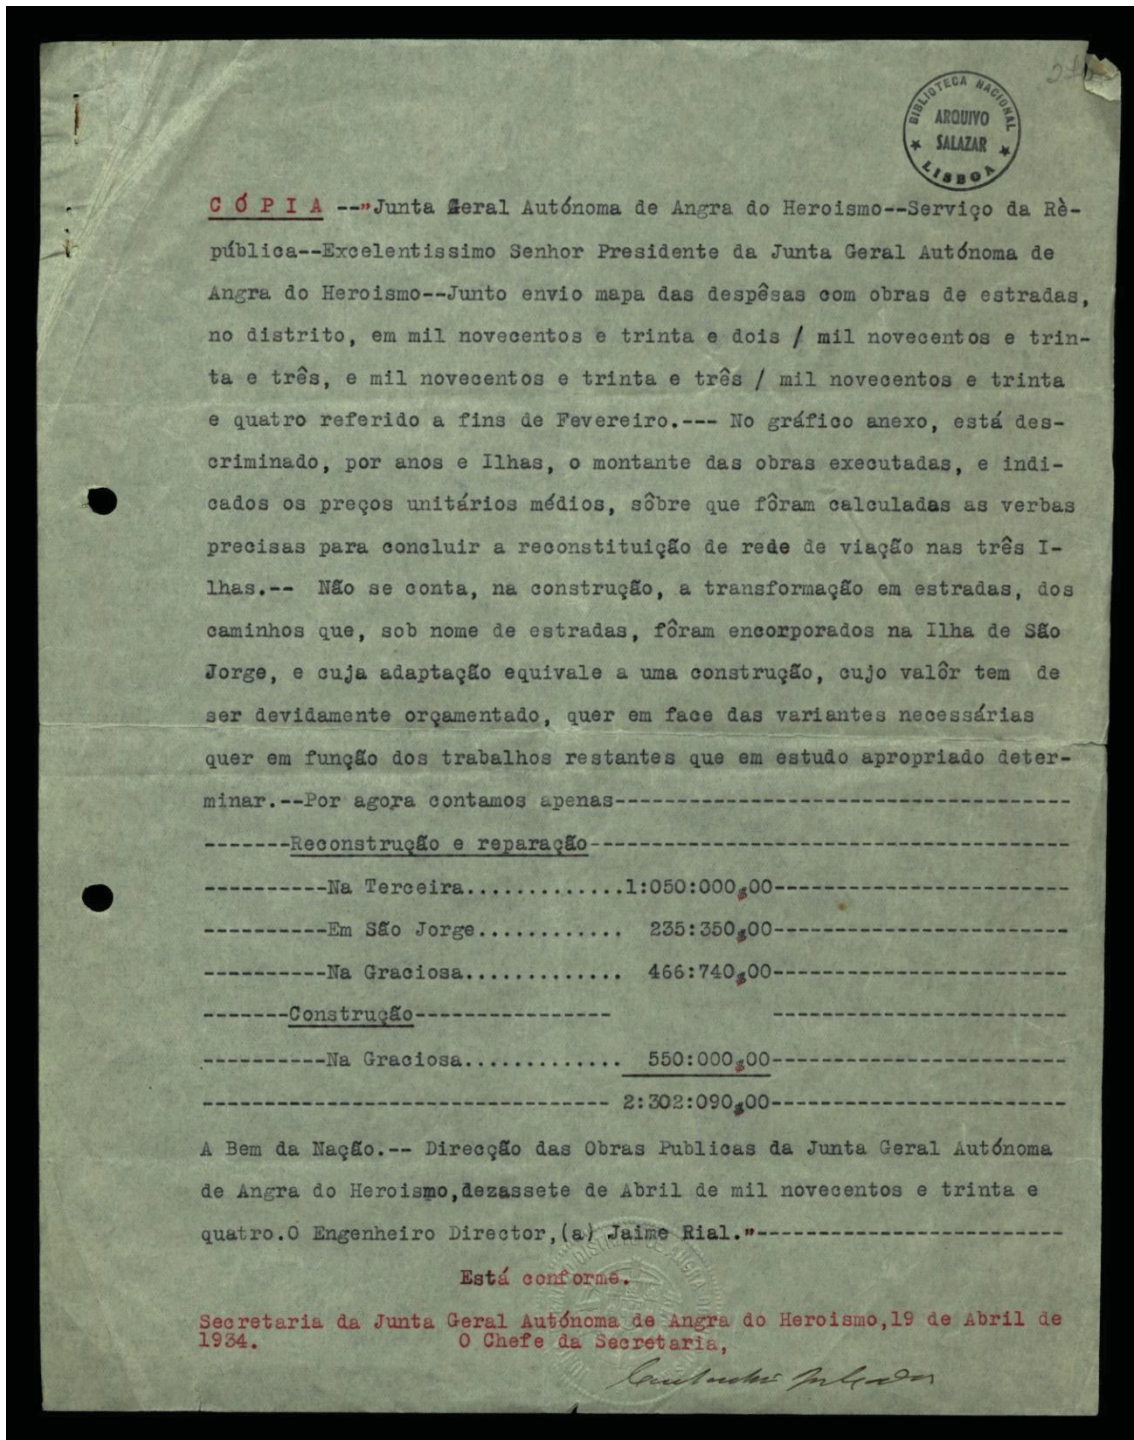 BIBLIOTECA NACIONAL
ARQUIVO
SALAZAR
LISBOA
CÓPIA --"Junta Geral Autónoma de Angra do Heroismo--Serviço da Rè-
pública--Excelentissimo Senhor Presidente da Junta Geral Autónoma de
Angra do Heroismo--Junto envio mapa das despêsas com obras de estradas,
no distrito, em mil novecentos e trinta e dois / mil novecentos e trin-
ta e três, e mil novecentos e trinta e três / mil novecentos e trinta
e quatro referido a fins de Fevereiro.--- No gráfico anexo, está des-
criminado, por anos e Ilhas, o montante das obras executadas, e indi-
cados os preços unitários médios, sôbre que fôram calculadas as verbas
precisas para concluir a reconstituição de rede de viação nas três I-
lhas.-- Não se conta, na construção, a transformação em estradas, dos
caminhos que, sob nome de estradas, fôram encorporados na Ilha de São
Jorge, e cuja adaptação equivale a uma construção, cujo valôr tem de
ser devidamente orçamentado, quer em face das variantes necessárias
quer em função dos trabalhos restantes que em estudo apropriado deter-
minar.--Por agora contamos apenas-------------------------------------
-------Reconstrução e reparação---------------------------------------
----------Na Terceira.............1:050:000$00------------------------
----------Em São Jorge............ 235:350$00------------------------
----------Na Graciosa............. 466:740$00------------------------
-------Construção---------------- ------------------------
----------Na Graciosa............. 550:000$00------------------------
--------------------------------- 2:302:090$00------------------------
A Bem da Nação.-- Direcção das Obras Publicas da Junta Geral Autónoma
de Angra do Heroismo,dezassete de Abril de mil novecentos e trinta e
quatro.O Engenheiro Director,(a) Jaime Rial."-------------------------
Está conforme.
Secretaria da Junta Geral Autónoma de Angra do Heroismo,19 de Abril de
1934. O Chefe da Secretaria,